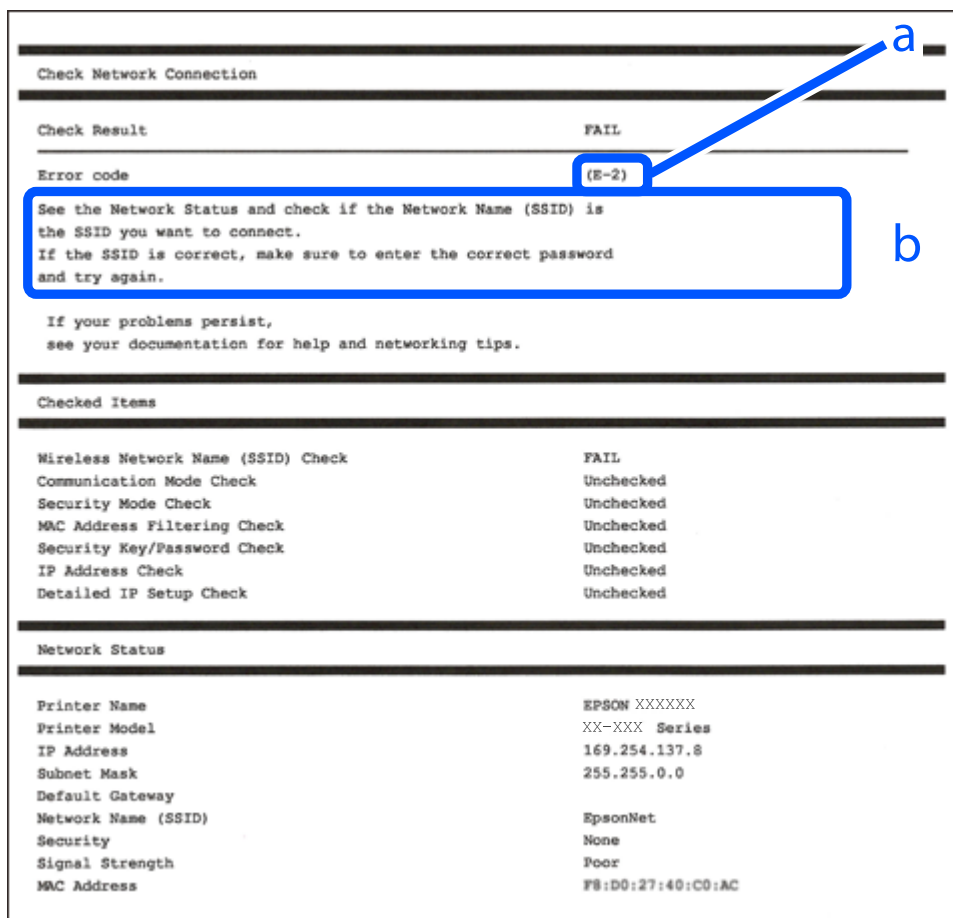 a
Check Network Connection
Check Result FAIL
Error code (E-2)
See the Network Status and check if the Network Name (SSID) is
the SSID you want to connect.
If the SSID is correct, make sure to enter the correct password
and try again.
b
If your problems persist,
see your documentation for help and networking tips.
Checked Items
Wireless Network Name (SSID) Check FAIL
Communication Mode Check Unchecked
Security Mode Check Unchecked
MAC Address Filtering Check Unchecked
Security Key/Password Check Unchecked
IP Address Check Unchecked
Detailed IP Setup Check Unchecked
Network Status
Printer Name EPSON XXXXXX
Printer Model XX-XXX Series
IP Address 169.254.137.8
Subnet Mask 255.255.0.0
Default Gateway
Network Name (SSID) EpsonNet
Security None
Signal Strength Poor
MAC Address F8:D0:27:40:C0:AC